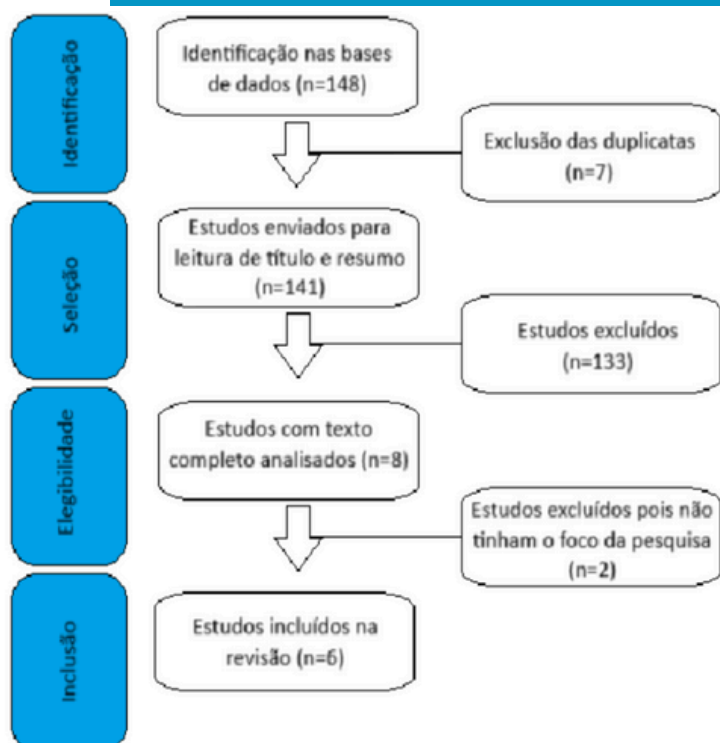 Identificação
Identificação nas bases
de dados (n=148)
Exclusão das duplicatas
(n=7)
Seleção
Estudos enviados para
leitura de título e resumo
(n=141)
Estudos excluídos
(n=133)
Elegibilidade
Estudos com texto
completo analisados (n=8)
Estudos excluídos pois não
tinham o foco da pesquisa
(n=2)
Inclusão
Estudos incluídos na
revisão (n=6)